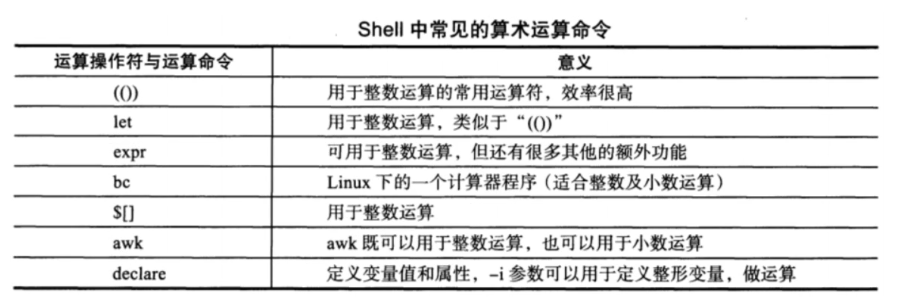 Shell 中常见的算术运算命令
运算操作符与运算命令 意义
(()) 用于整数运算的常用运算符，效率很高
let 用于整数运算，类似于“(())”
expr 可用于整数运算，但还有很多其他的额外功能
bc Linux 下的一个计算器程序（适合整数及小数运算）
$[] 用于整数运算
awk awk 既可以用于整数运算，也可以用于小数运算
declare 定义变量值和属性，-i 参数可以用于定义整形变量，做运算